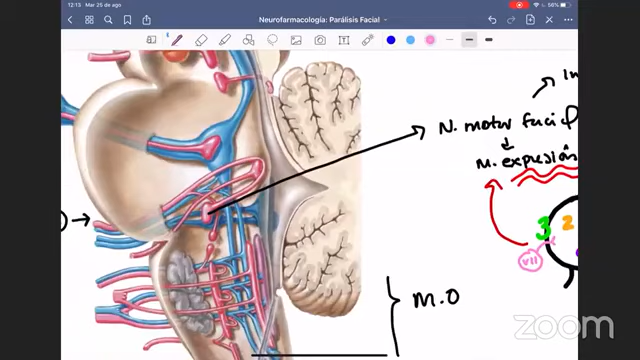 12:13 Mar 25 de ago
56%
Neurofarmacología: Parálisis Facial
N. motor facial
M. expresión
3
2
VII
M.O
zoom